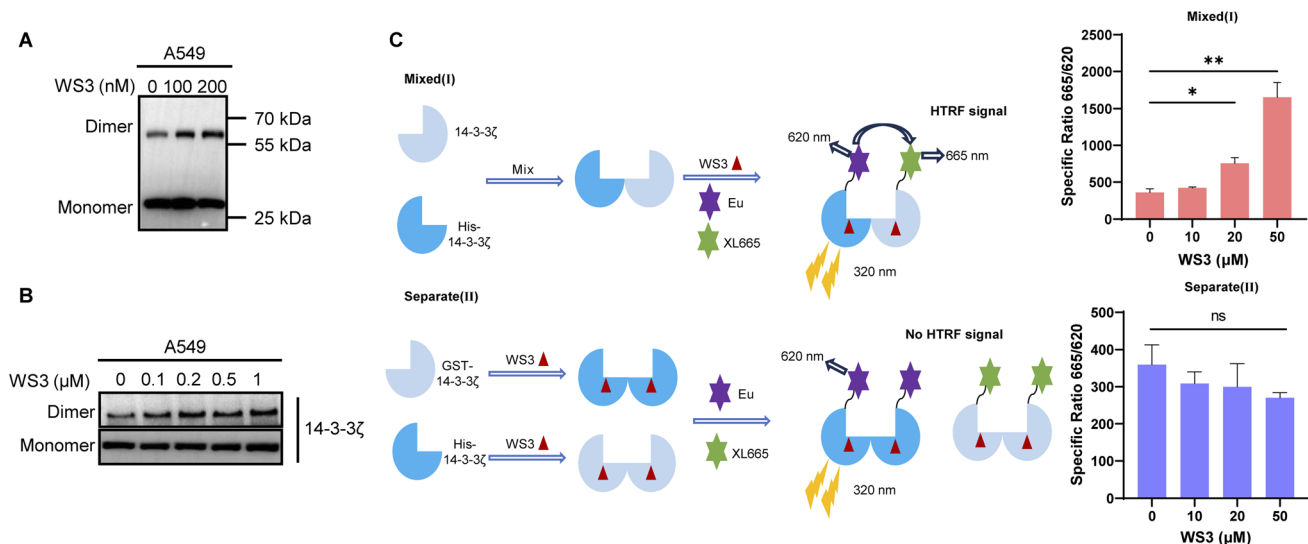 A
A549
WS3 (nM) 0 100 200
Dimer
Monomer
70 kDa
55 kDa
25 kDa
B
A549
WS3 (μM) 0 0.1 0.2 0.5 1
Dimer
Monomer
14-3-3ζ
C
Mixed(I)
14-3-3ζ
His-
14-3-3ζ
Mix
WS3
Eu
XL665
HTRF signal
620 nm
665 nm
320 nm
Mixed(I)
Specific Ratio 665/620
2500
2000
1500
1000
500
0
**
*
0 10 20 50
WS3 (μM)
Separate(II)
GST-
14-3-3ζ
WS3
His-
14-3-3ζ
WS3
Eu
XL665
No HTRF signal
620 nm
320 nm
Separate(II)
Specific Ratio 665/620
500
400
300
200
100
0
ns
0 10 20 50
WS3 (μM)